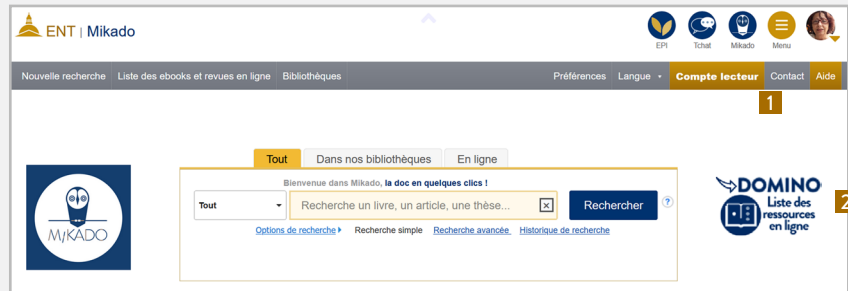 ENT | Mikado
EPI Tchat Mikado Menu
Nouvelle recherche Liste des ebooks et revues en ligne Bibliothèques Préférences Langue Compte lecteur Contact Aide
1
Tout Dans nos bibliothèques En ligne
Bienvenue dans Mikado, la doc en quelques clics !
Tout Recherche un livre, un article, une thèse... Rechercher ?
Options de recherche Recherche simple Recherche avancée Historique de recherche
MIKADO
DOMINO
Liste des
ressources
en ligne
2